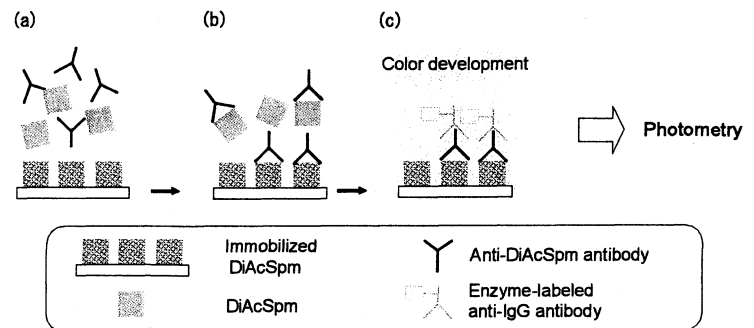 (a)
(b)
(c)
Color development
Photometry
Immobilized
DiAcSpm
DiAcSpm
Anti-DiAcSpm antibody
Enzyme-labeled
anti-IgG antibody